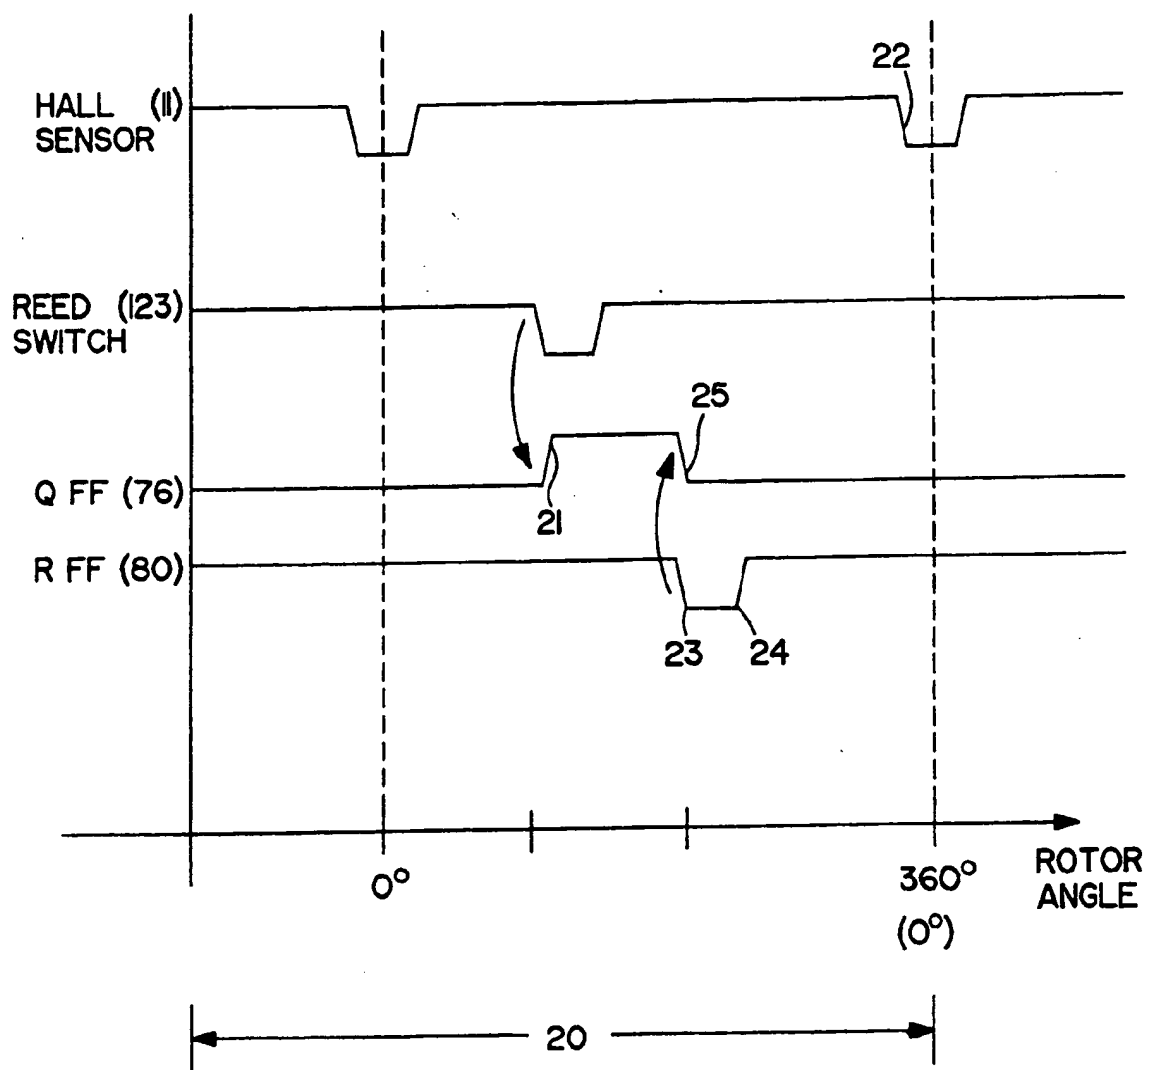 22
HALL (11)
SENSOR
REED (123)
SWITCH
25
Q FF (76)
21
R FF (80)
23
24
0°
360°
(0°)
ROTOR
ANGLE
20